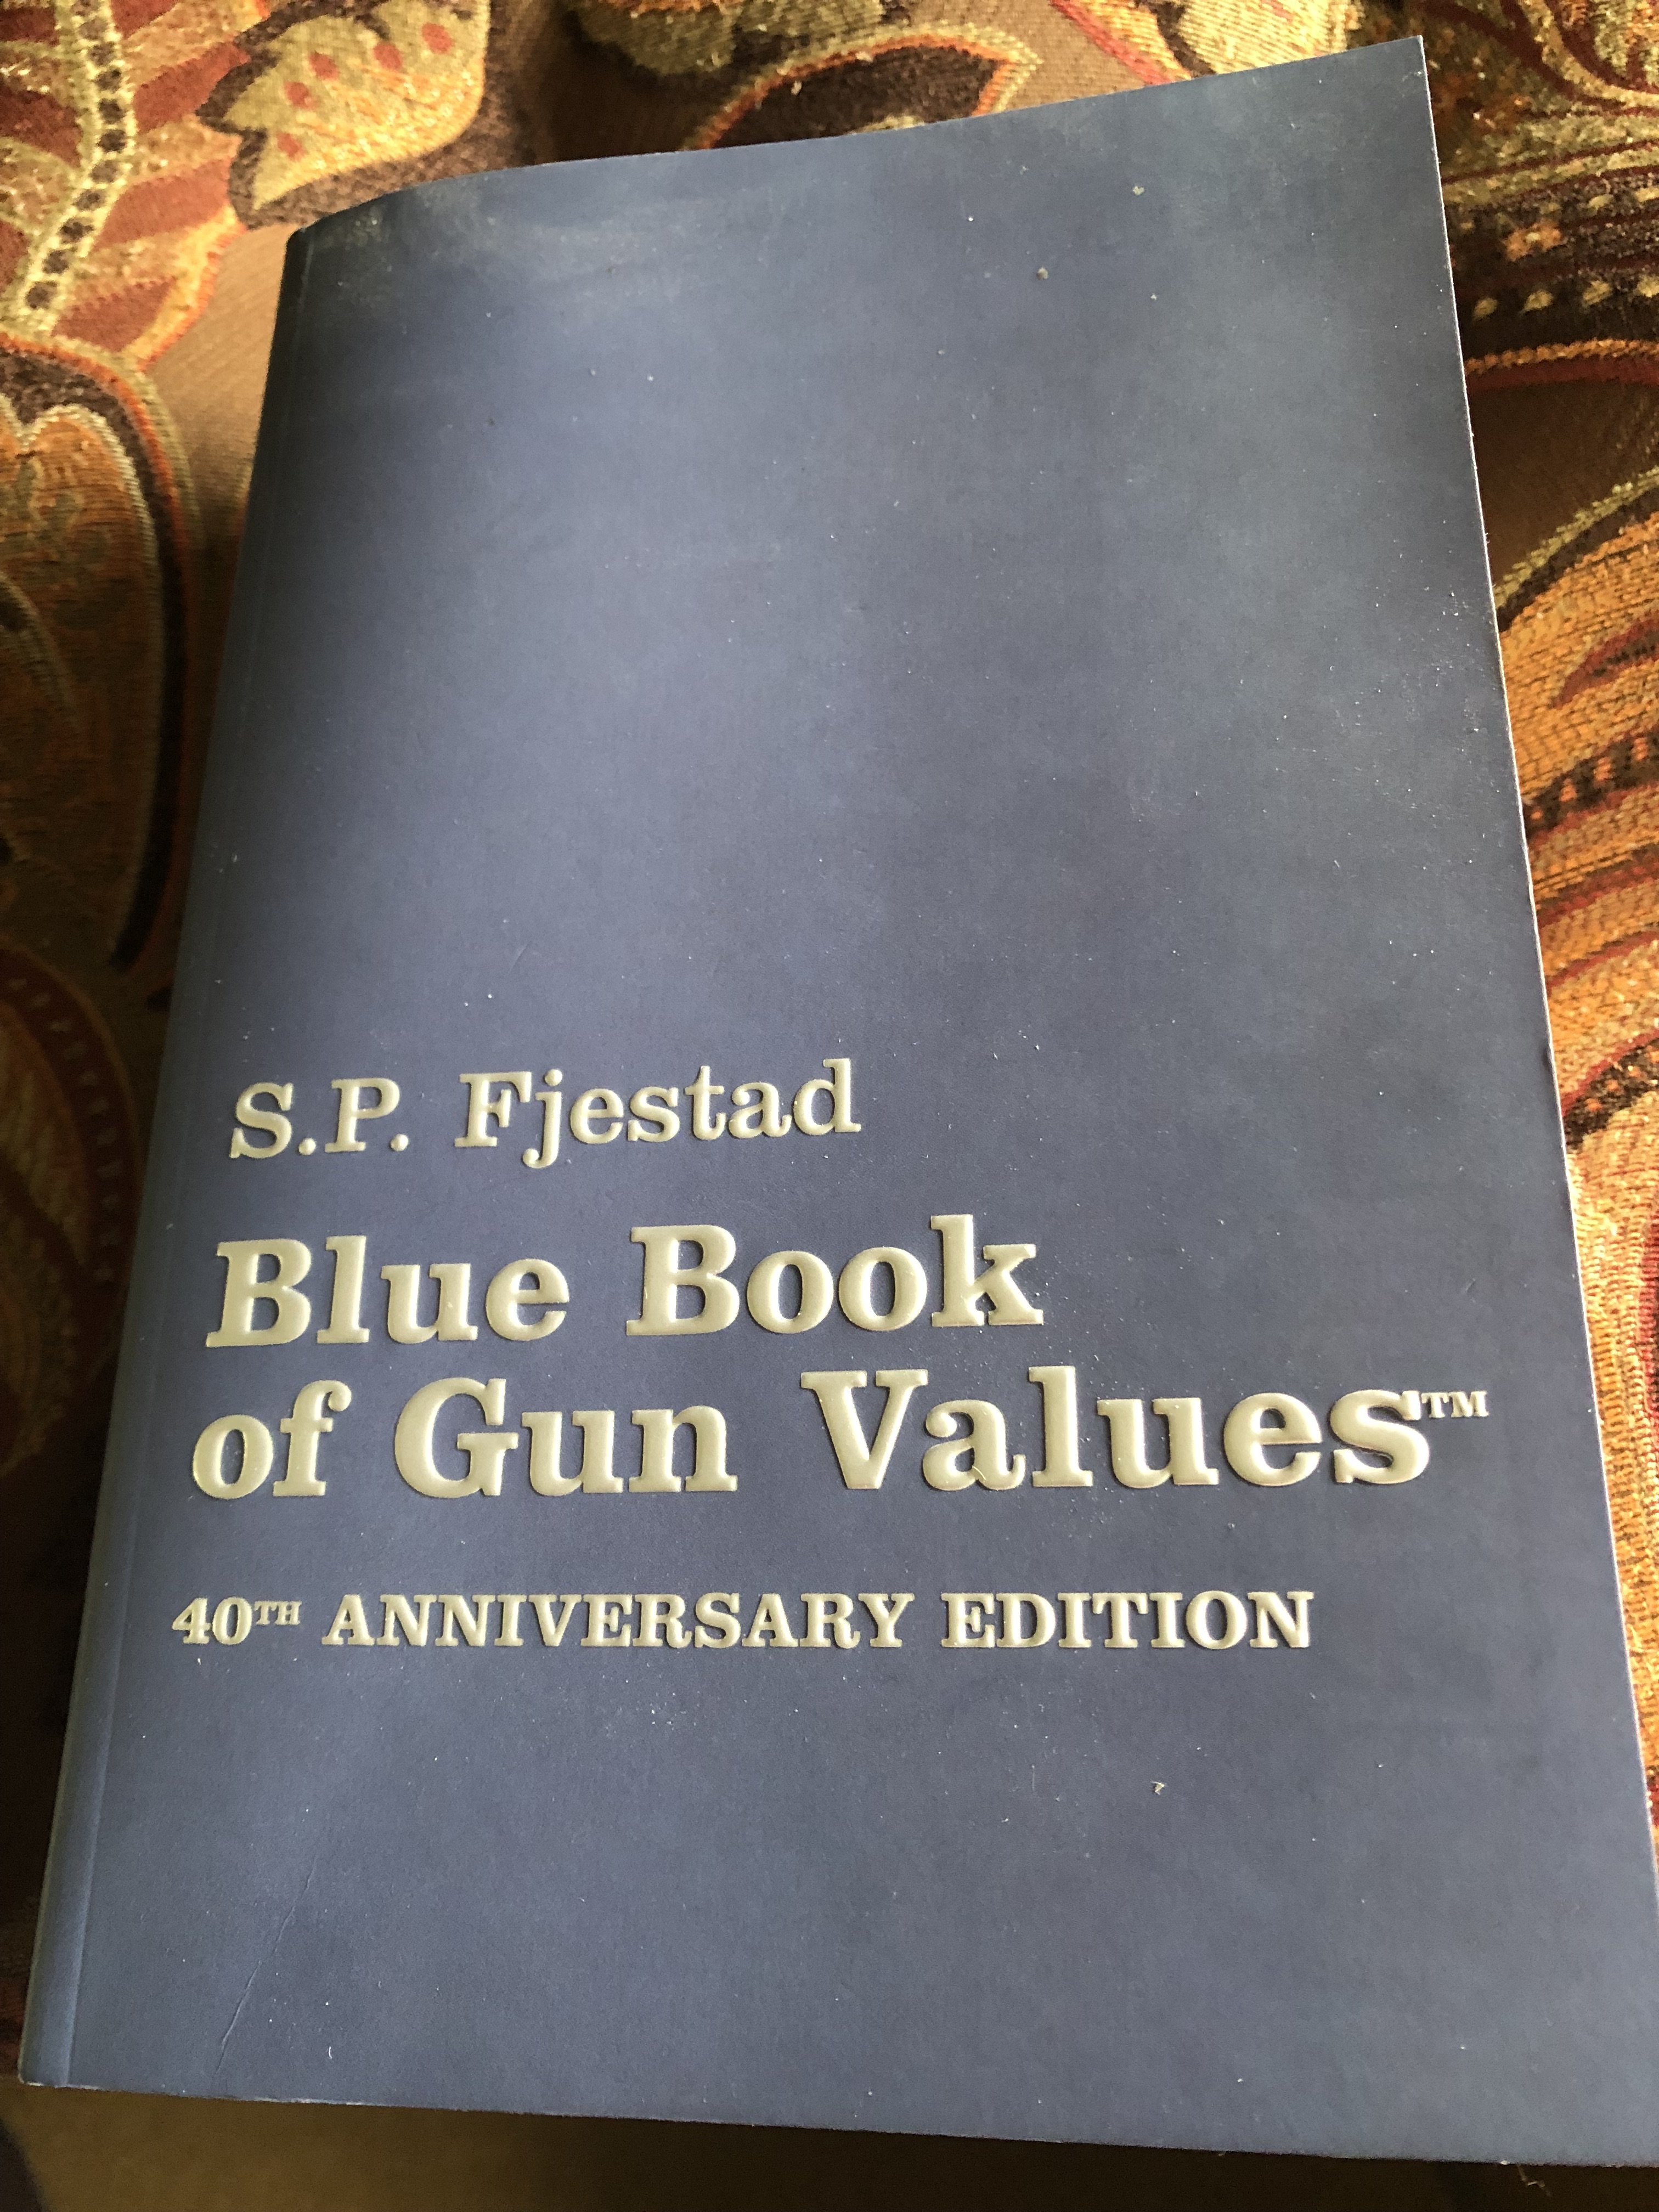 S.P. Fjestad
Blue Book
of Gun Values™
40TH ANNIVERSARY EDITION